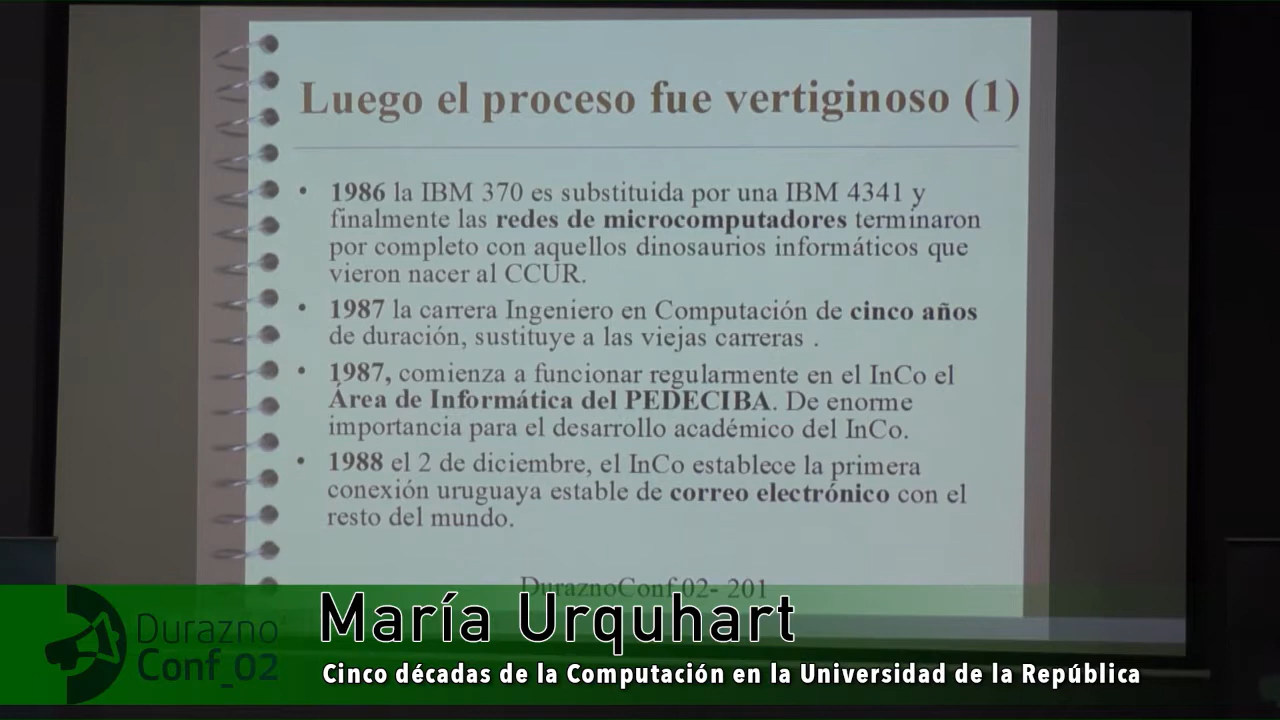 Luego el proceso fue vertiginoso (1)
• 1986 la IBM 370 es substituida por una IBM 4341 y
finalmente las redes de microcomputadores terminaron
por completo con aquellos dinosaurios informáticos que
vieron nacer al CCUR.
• 1987 la carrera Ingeniero en Computación de cinco años
de duración, sustituye a las viejas carreras .
• 1987, comienza a funcionar regularmente en el InCo el
Área de Informática del PEDECIBA. De enorme
importancia para el desarrollo académico del InCo.
• 1988 el 2 de diciembre, el InCo establece la primera
conexión uruguaya estable de correo electrónico con el
resto del mundo.
DuraznoConf 02- 201
Durazno
Conf_02
María Urquhart
Cinco décadas de la Computación en la Universidad de la República